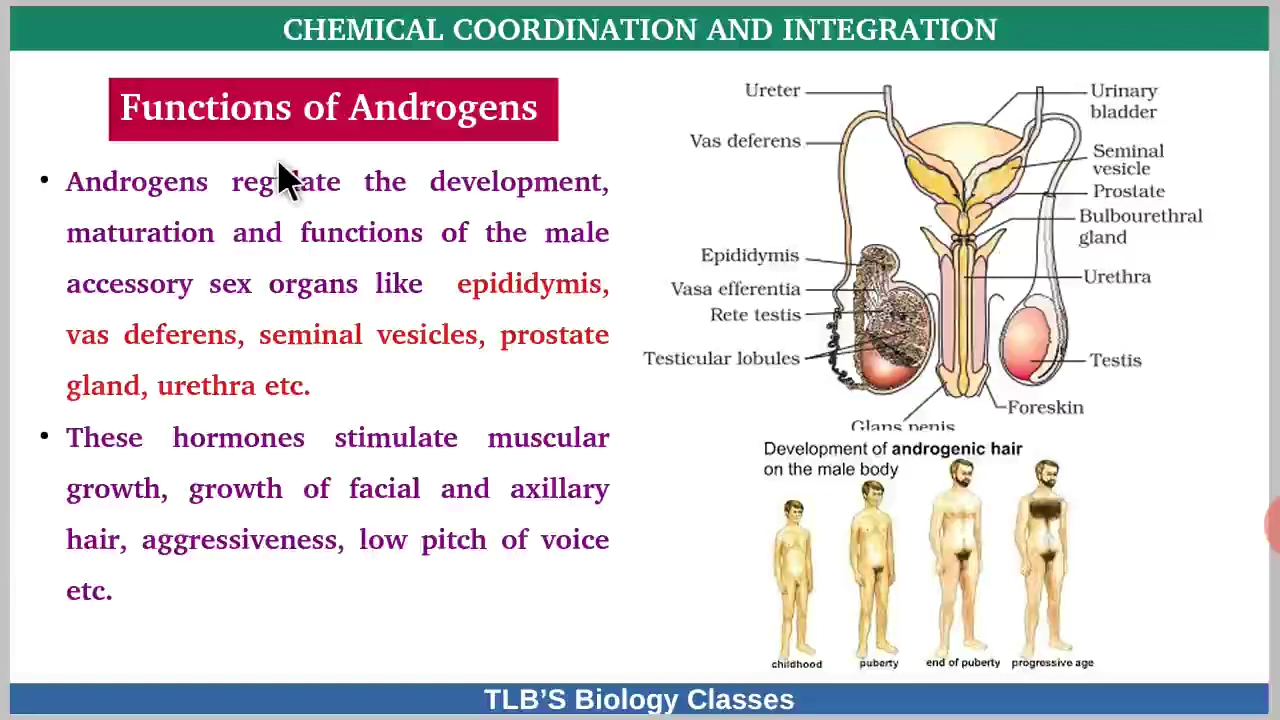 CHEMICAL COORDINATION AND INTEGRATION
Functions of Androgens
• Androgens regulate the development,
maturation and functions of the male
accessory sex organs like epididymis,
vas deferens, seminal vesicles, prostate
gland, urethra etc.
• These hormones stimulate muscular
growth, growth of facial and axillary
hair, aggressiveness, low pitch of voice
etc.
Ureter
Vas deferens
Epididymis
Vasa efferentia
Rete testis
Testicular lobules
Urinary
bladder
Seminal
vesicle
Prostate
Bulbourethral
gland
Urethra
Testis
Foreskin
Glans penis
Development of androgenic hair
on the male body
childhood
puberty
end of puberty
progressive age
TLB'S Biology Classes